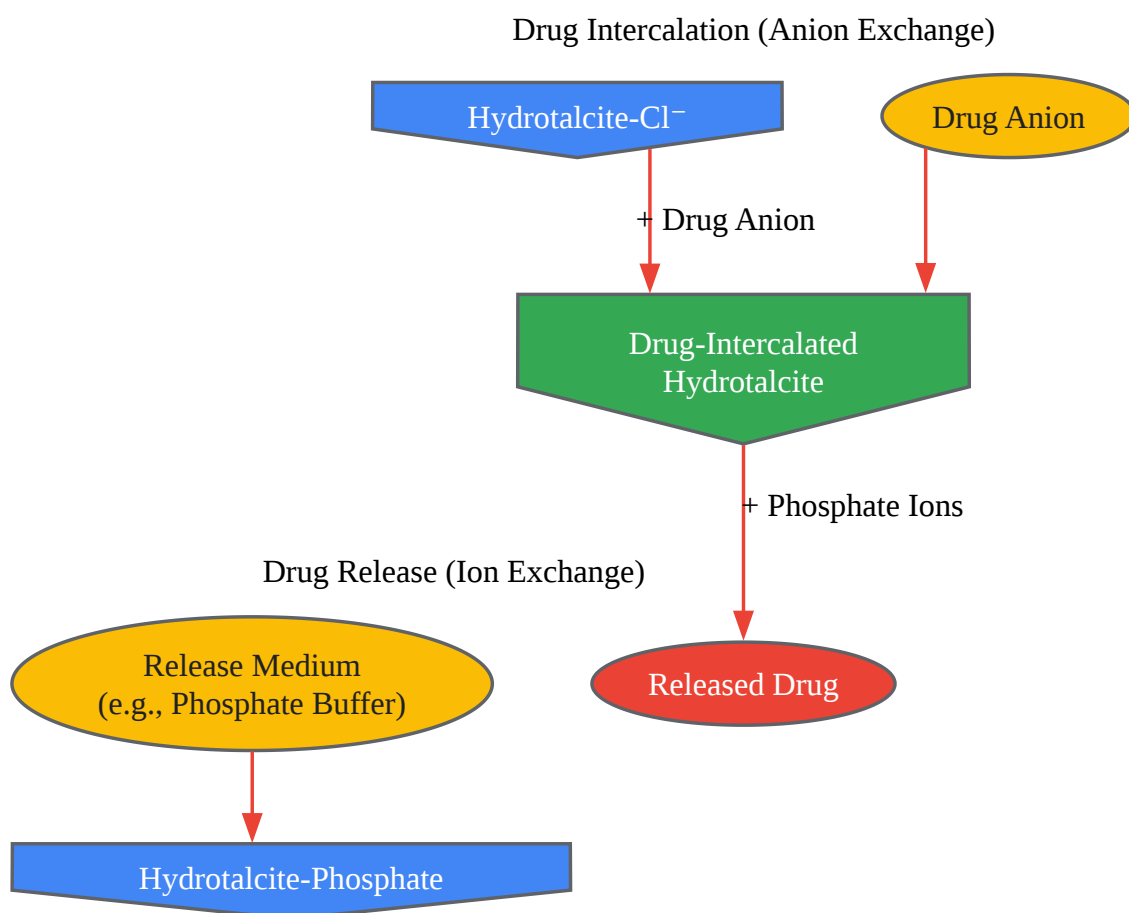 Drug Intercalation (Anion Exchange)
Hydrotalcite-Cl⁻
Drug Anion
+ Drug Anion
Drug-Intercalated
Hydrotalcite
+ Phosphate Ions
Drug Release (Ion Exchange)
Release Medium
(e.g., Phosphate Buffer)
Released Drug
Hydrotalcite-Phosphate